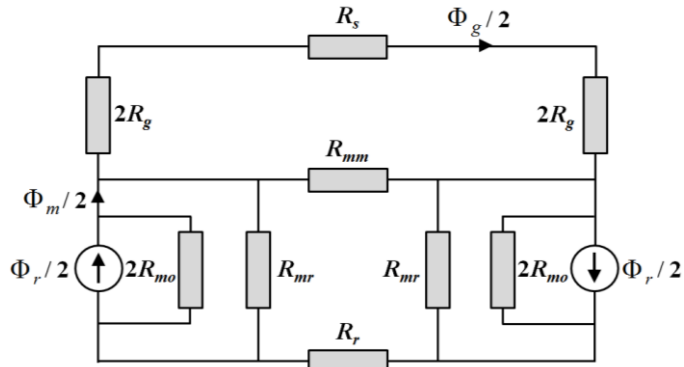 R_s
Φ_g/2
2R_g
2R_g
R_mm
Φ_m/2
Φ_r/2
2R_mo
R_mr
R_mr
2R_mo
Φ_r/2
R_r